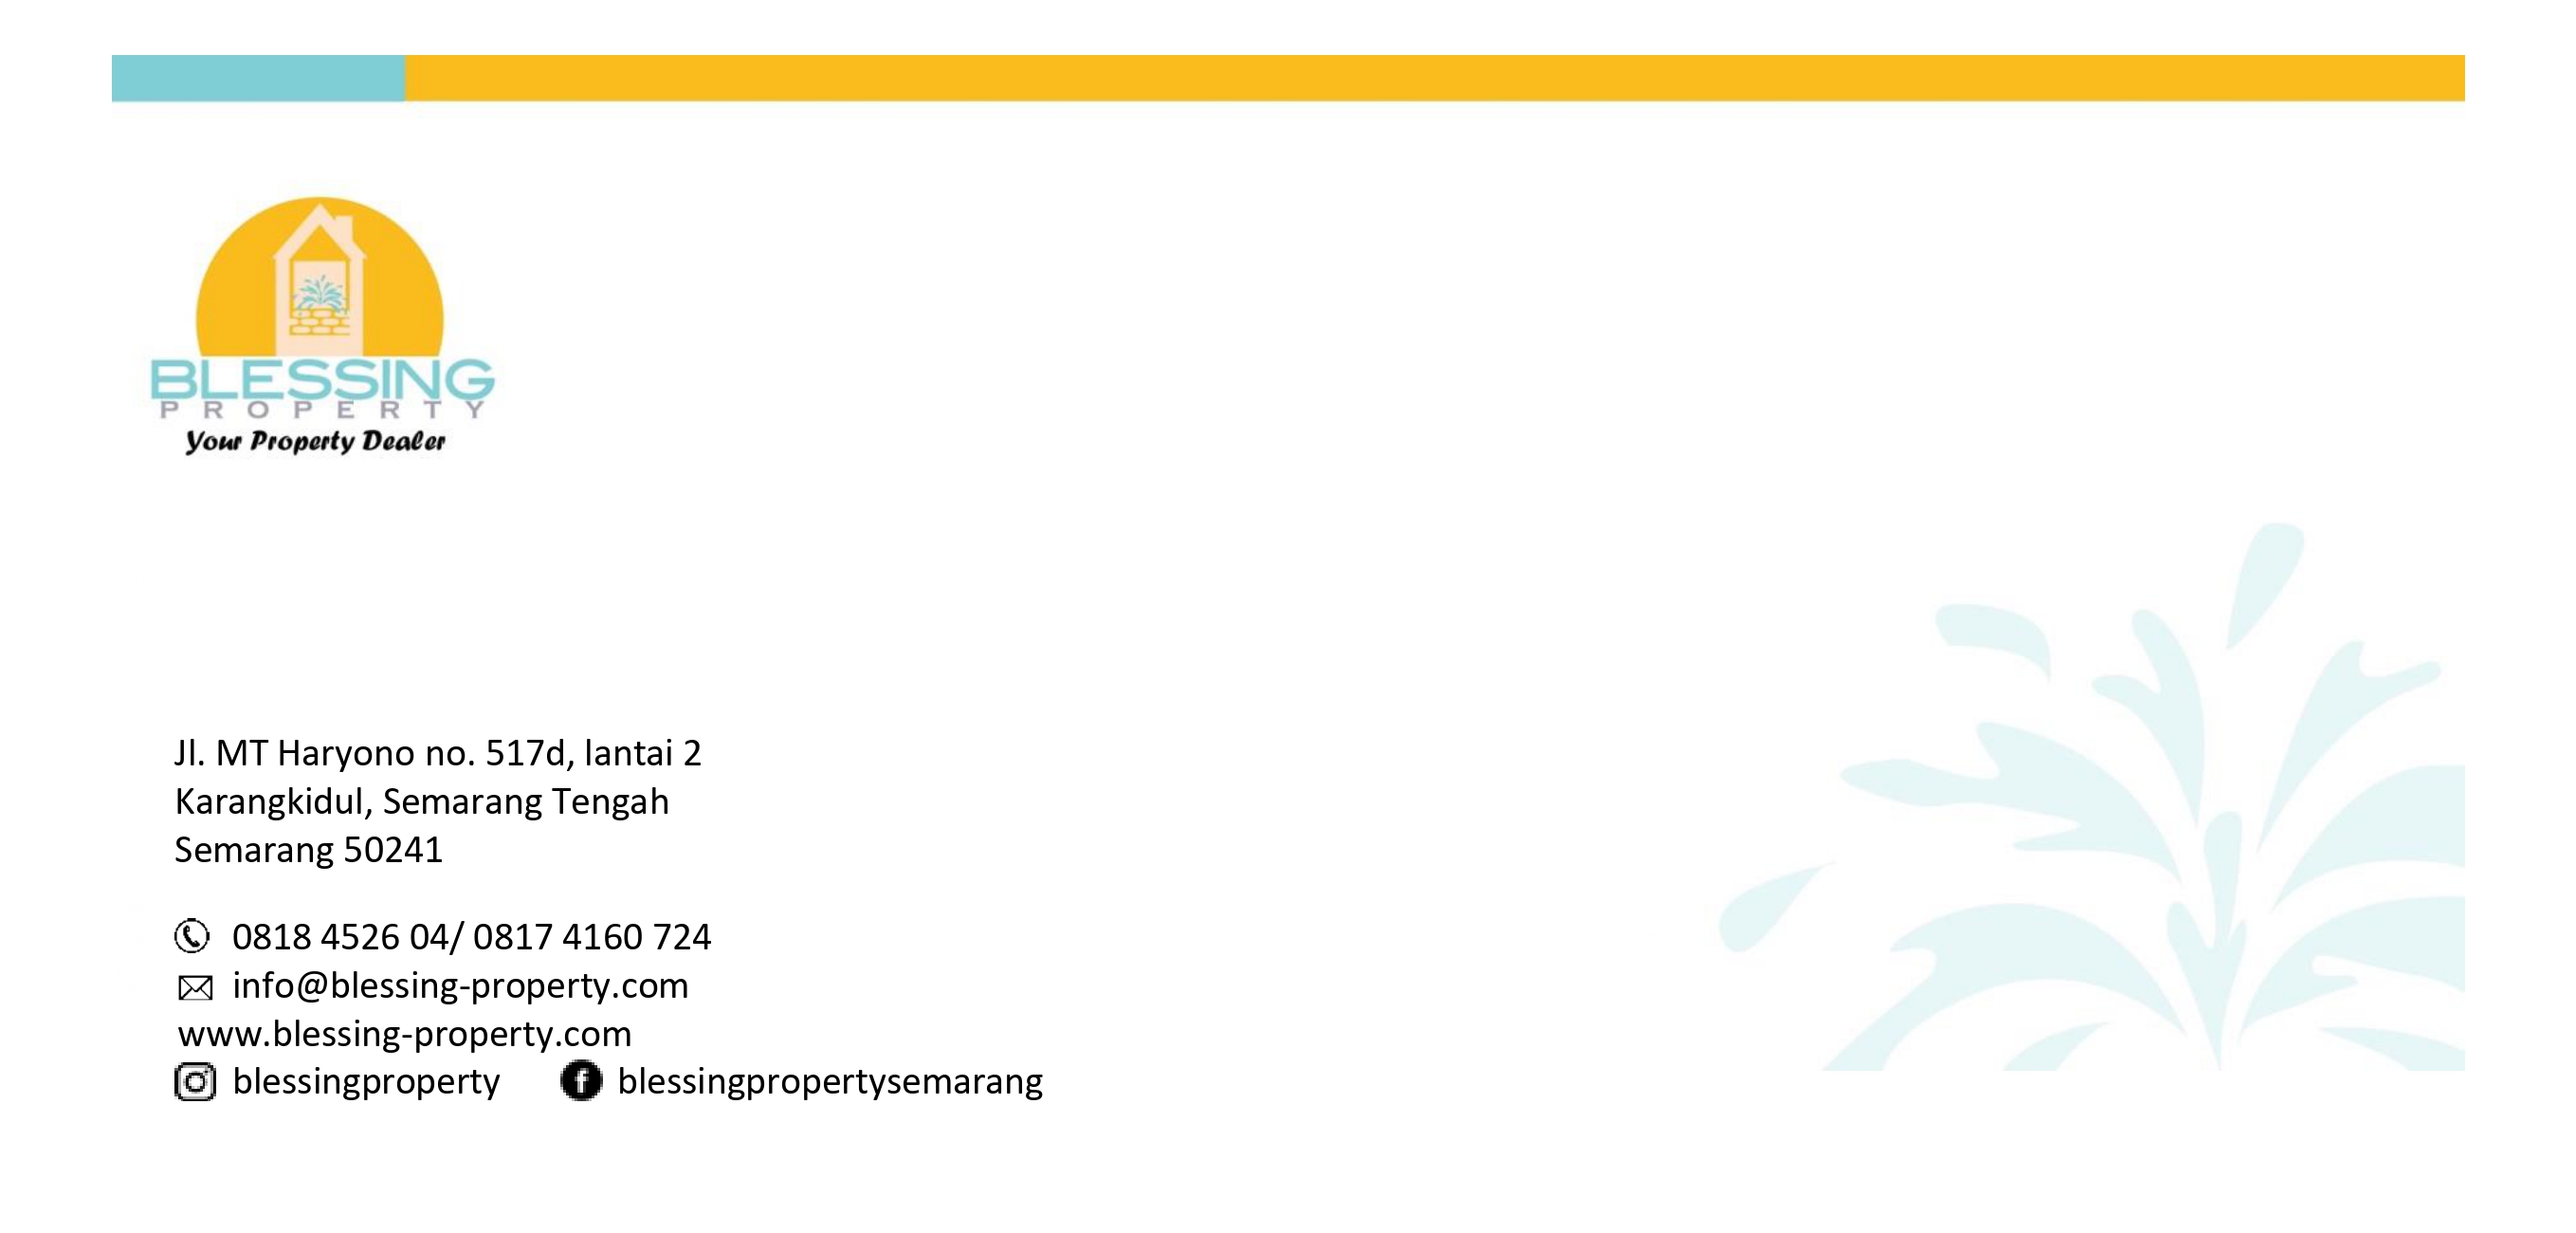 BLESSING
PROPERTY
Your Property Dealer
Jl. MT Haryono no. 517d, lantai 2
Karangkidul, Semarang Tengah
Semarang 50241
0818 4526 04/ 0817 4160 724
info@blessing-property.com
www.blessing-property.com
blessingproperty blessingpropertysemarang